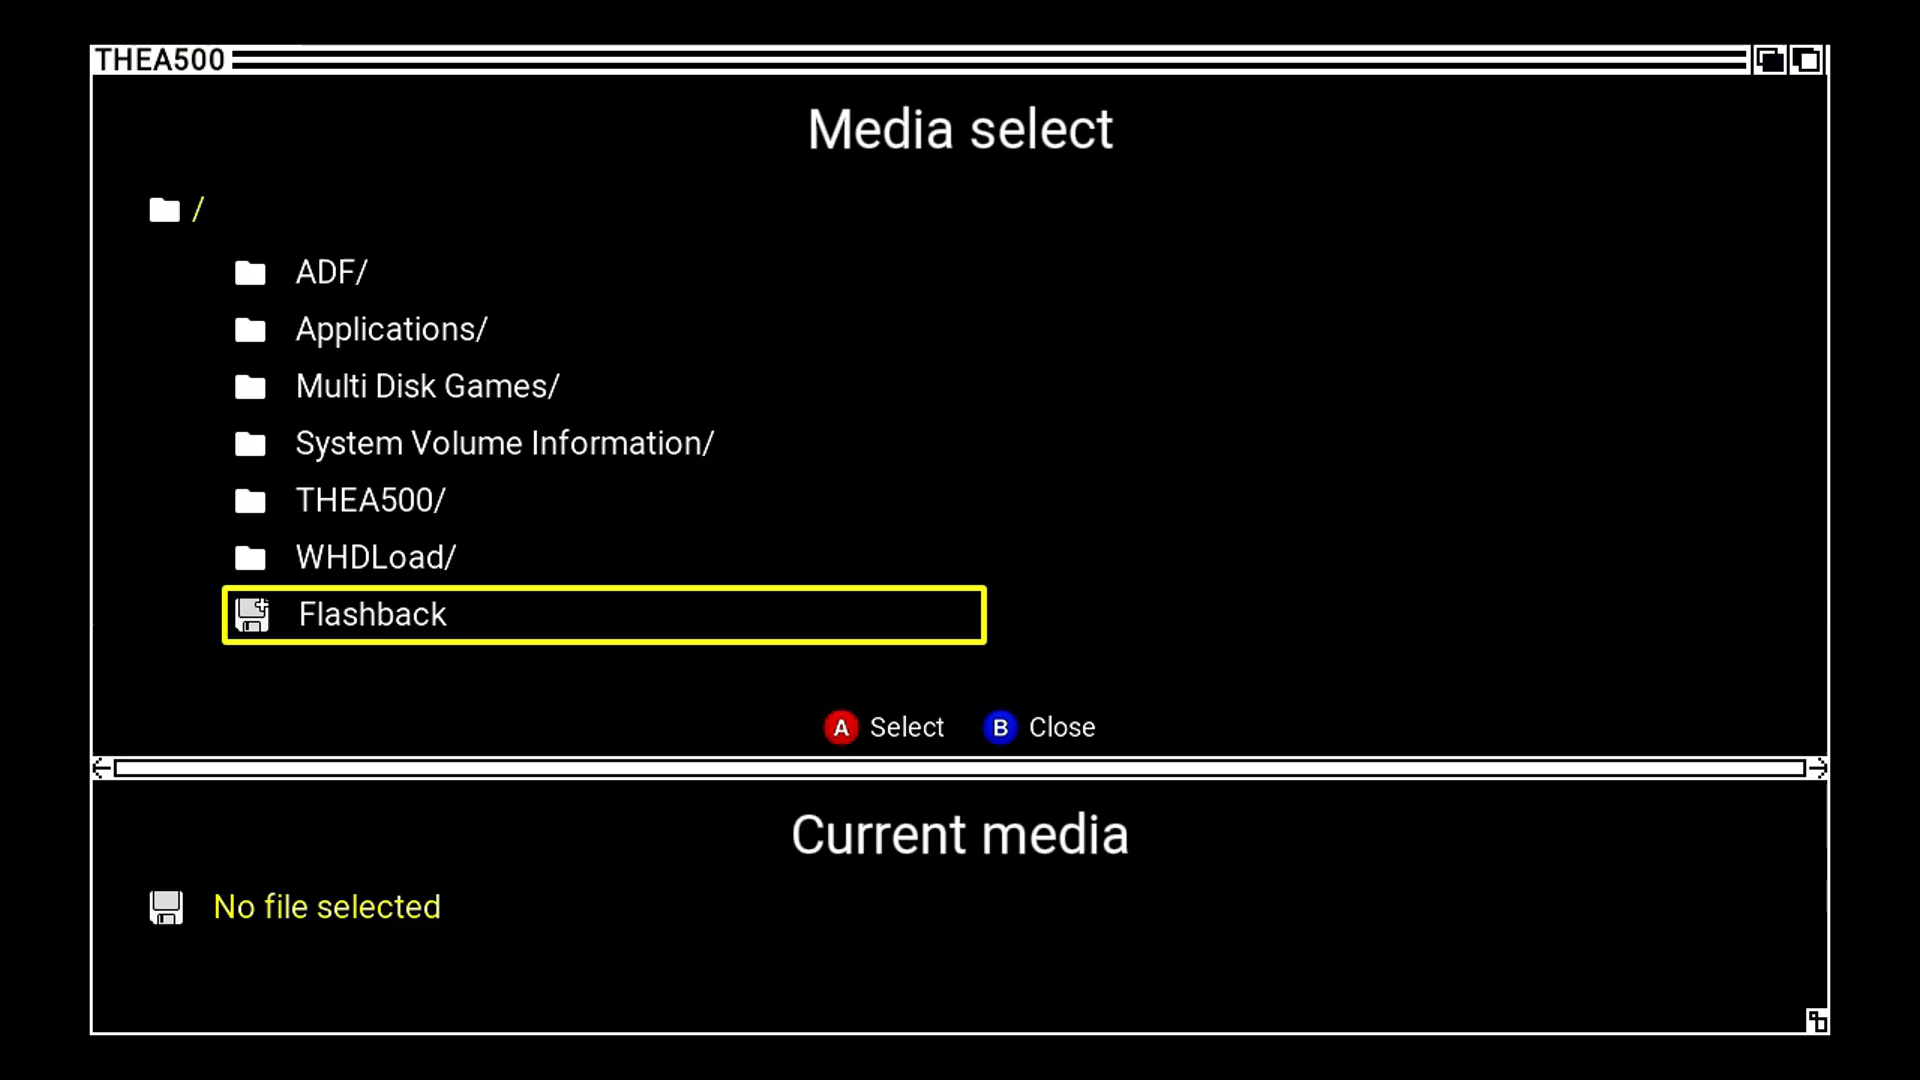 THEA500
Media select
/
ADF/
Applications/
Multi Disk Games/
System Volume Information/
THEA500/
WHDLoad/
Flashback
A Select B Close
Current media
No file selected